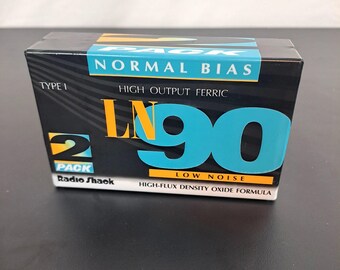 PACK
NORMAL BIAS
TYPE I
HIGH OUTPUT FERRIC
LN90
2
PACK
LOW NOISE
Radio Shack
HIGH-FLUX DENSITY OXIDE FORMULA